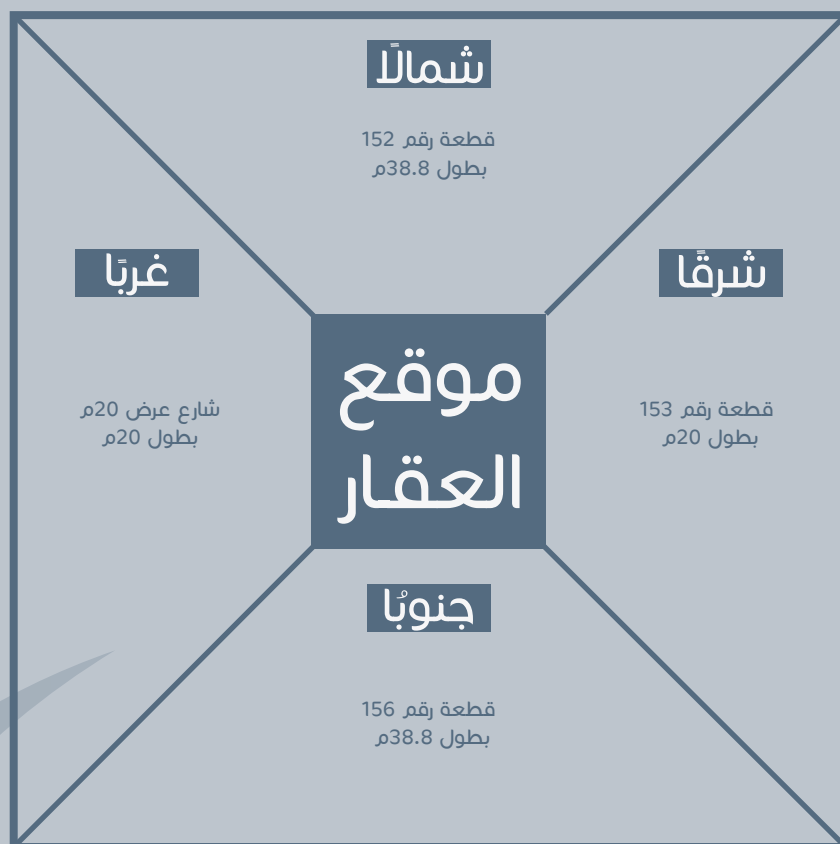 شمالًا
قطعة رقم 152
بطول 38.8م
شرقًا
قطعة رقم 153
بطول 20م
موقع
العقار
غربًا
شارع عرض 20م
بطول 20م
جنوبُا
قطعة رقم 156
بطول 38.8م